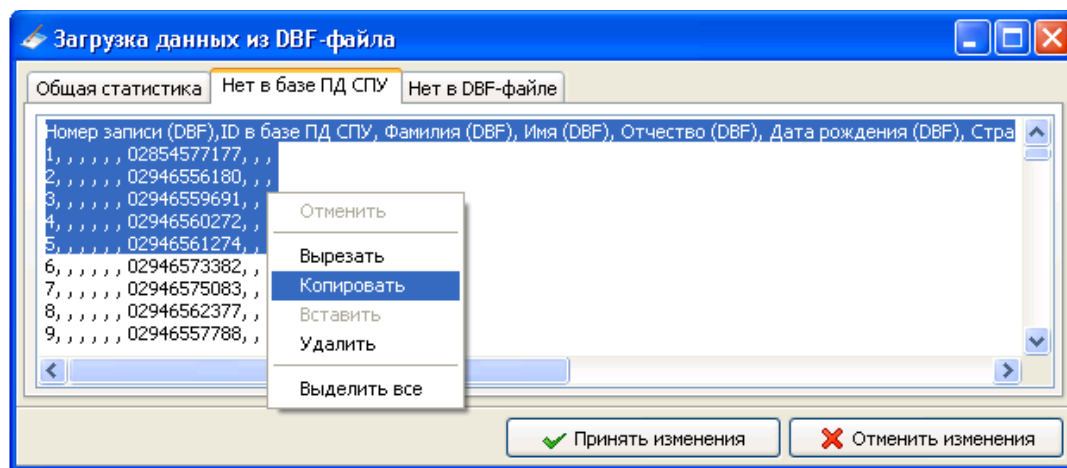 Загрузка данных из DBF-файла
Общая статистика Нет в базе ПД СПУ Нет в DBF-файле
Номер записи (DBF),ID в базе ПД СПУ, Фамилия (DBF), Имя (DBF), Отчество (DBF), Дата рождения (DBF), Стра
1, , , , , , 02854577177, , ,
2, , , , , , 02946556180, , ,
3, , , , , , 02946559691, ,
4, , , , , , 02946560272, ,
5, , , , , , 02946561274, ,
6, , , , , , 02946573382, ,
7, , , , , , 02946575083, ,
8, , , , , , 02946562377, ,
9, , , , , , 02946557788, ,
Отменить
Вырезать
Копировать
Вставить
Удалить
Выделить все
Принять изменения Отменить изменения